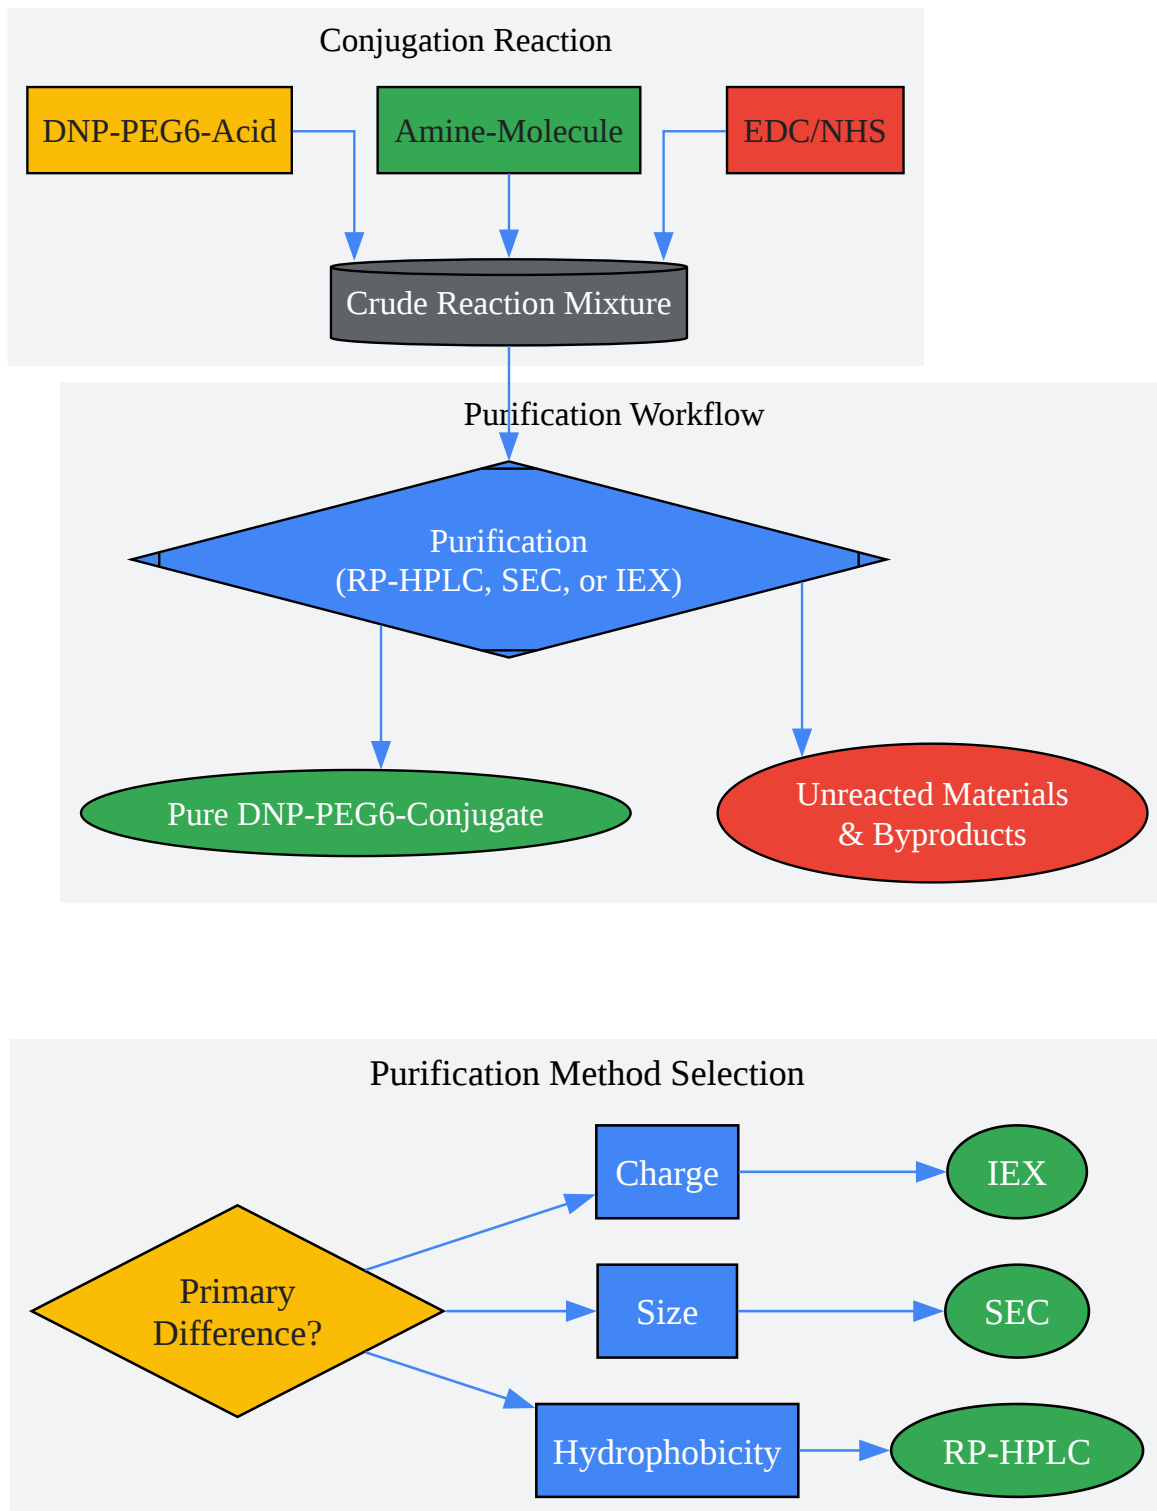 Conjugation Reaction
DNP-PEG6-Acid
Amine-Molecule
EDC/NHS
Crude Reaction Mixture
Purification Workflow
Purification
(RP-HPLC, SEC, or IEX)
Pure DNP-PEG6-Conjugate
Unreacted Materials
& Byproducts
Purification Method Selection
Primary
Difference?
Charge
IEX
Size
SEC
Hydrophobicity
RP-HPLC